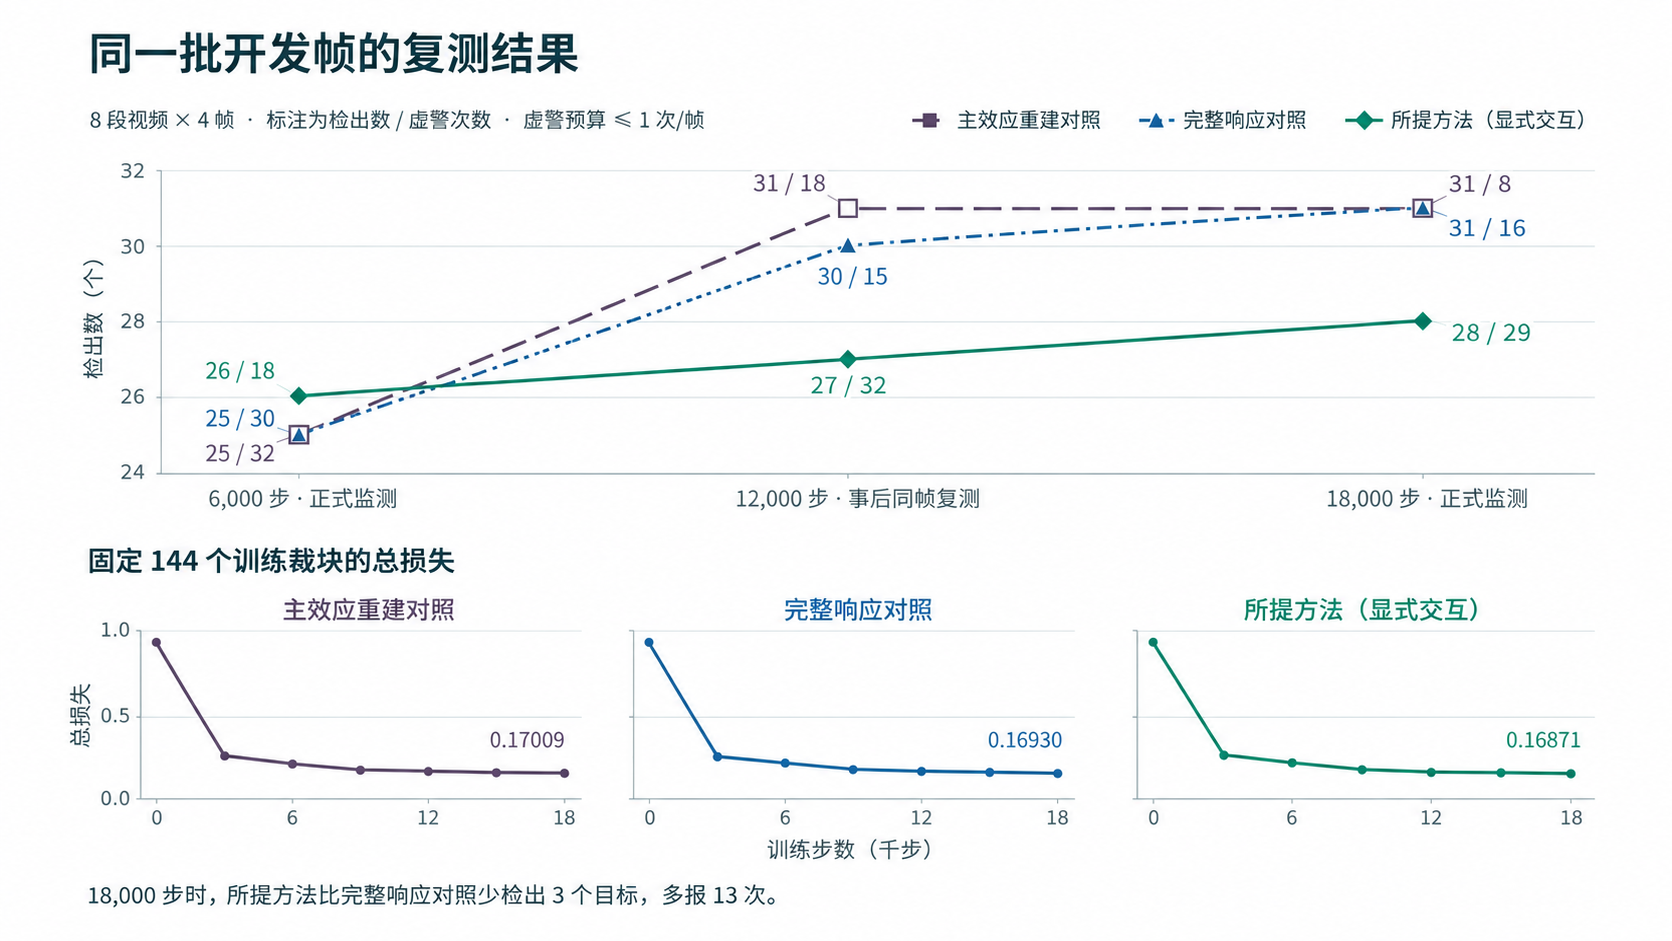 同一批开发帧的复测结果
8 段视频 × 4 帧 · 标注为检出数 / 虚警次数 · 虚警预算 ≤ 1 次/帧
主效应重建对照 完整响应对照 所提方法（显式交互）
检出数（个）
32
30
28
26
24
31 / 18
31 / 8
31 / 16
30 / 15
28 / 29
26 / 18
27 / 32
25 / 30
25 / 32
6,000 步 · 正式监测 12,000 步 · 事后同帧复测 18,000 步 · 正式监测
固定 144 个训练裁块的总损失
主效应重建对照 完整响应对照 所提方法（显式交互）
总损失
1.0
0.5
0.0
0.17009 0.16930 0.16871
0 6 12 18 0 6 12 18 0 6 12 18
训练步数（千步）
18,000 步时，所提方法比完整响应对照少检出 3 个目标，多报 13 次。